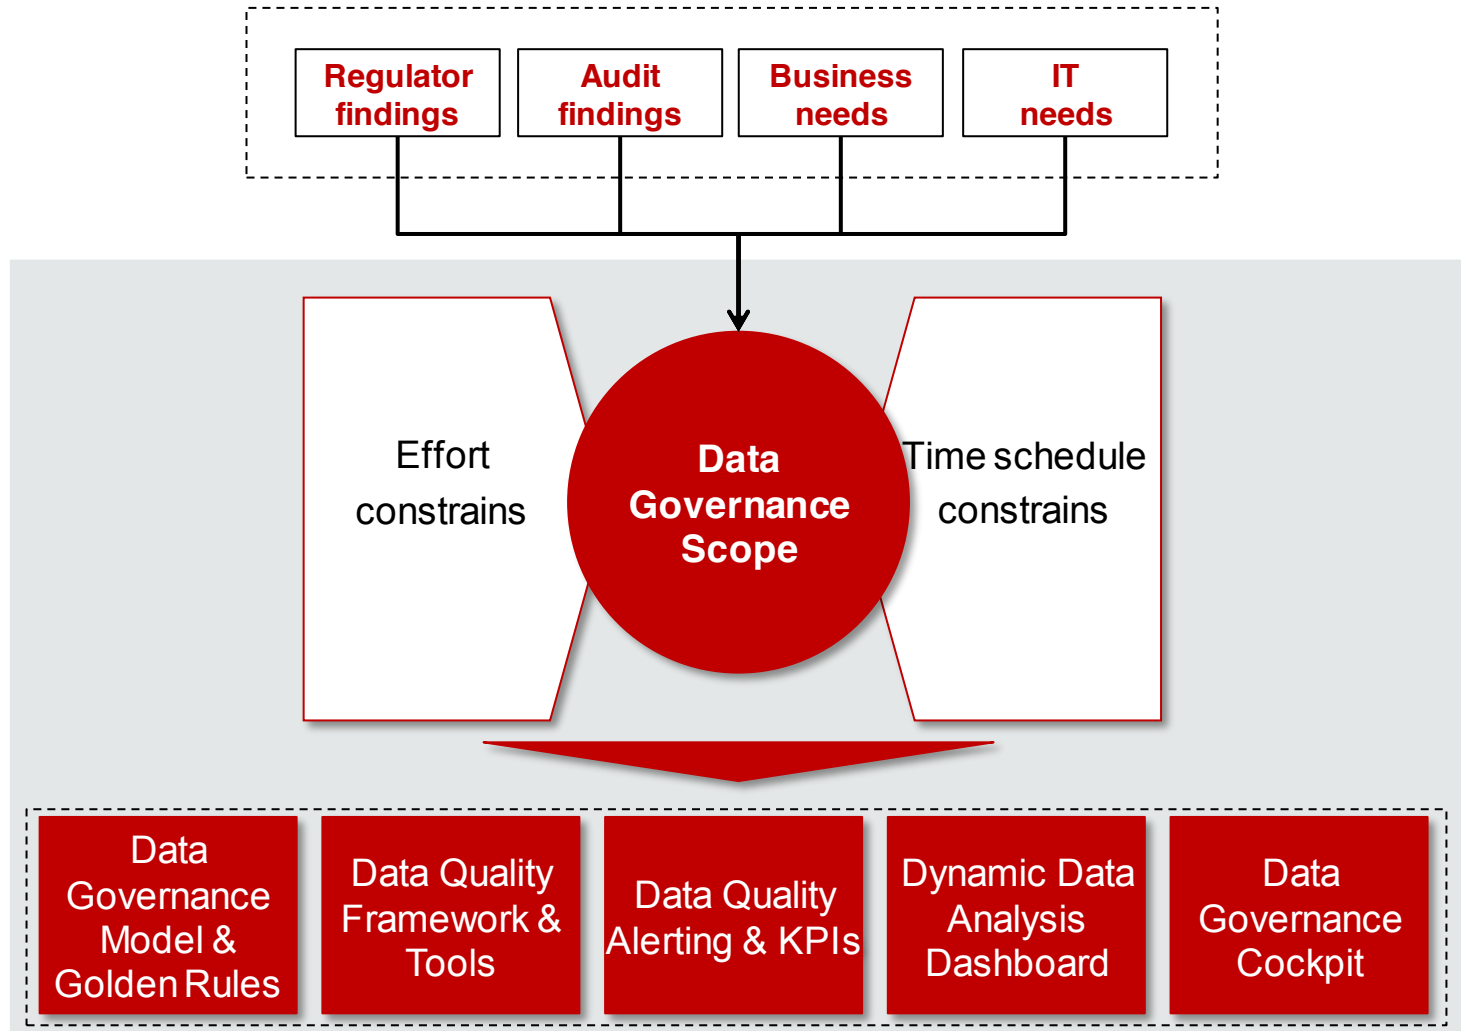 Regulator
findings
Audit
findings
Business
needs
IT
needs
Effort
constrains
Data
Governance
Scope
Time schedule
constrains
Data
Governance
Model &
Golden Rules
Data Quality
Framework &
Tools
Data Quality
Alerting & KPIs
Dynamic Data
Analysis
Dashboard
Data
Governance
Cockpit